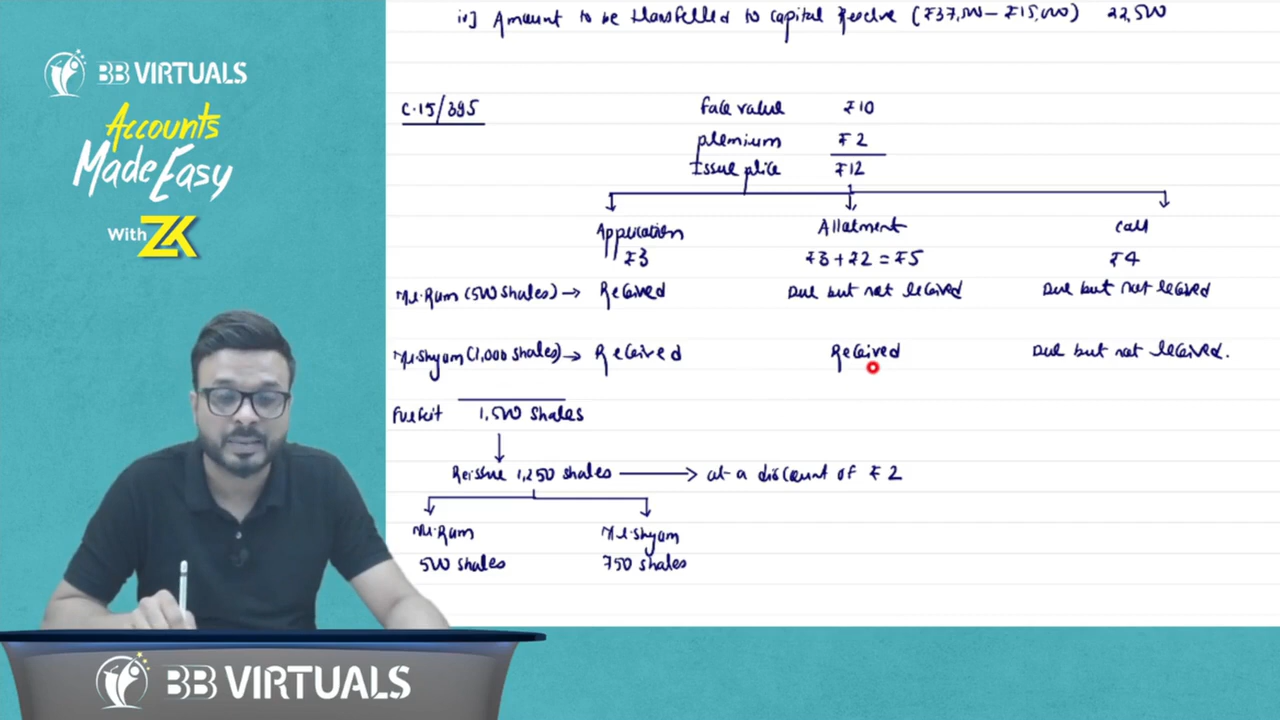 iv] Amount to be transferred to capital Reserve (₹37,500 – ₹15,000) 22,500
BB VIRTUALS
Accounts
Made Easy
With ZK
C.15/395
face value ₹10
premium ₹2
Issue price ₹12
Application Allotment Call
₹3 ₹3 + ₹2 = ₹5 ₹4
Mr. Ram (500 shares) → Received Due but not received Due but not received
Mr. Shyam (1,000 shares) → Received Received Due but not received.
Forfeit 1,500 shares
Reissue 1,250 shares → at a discount of ₹2
Mr. Ram Mr. Shyam
500 shares 750 shares
BB VIRTUALS